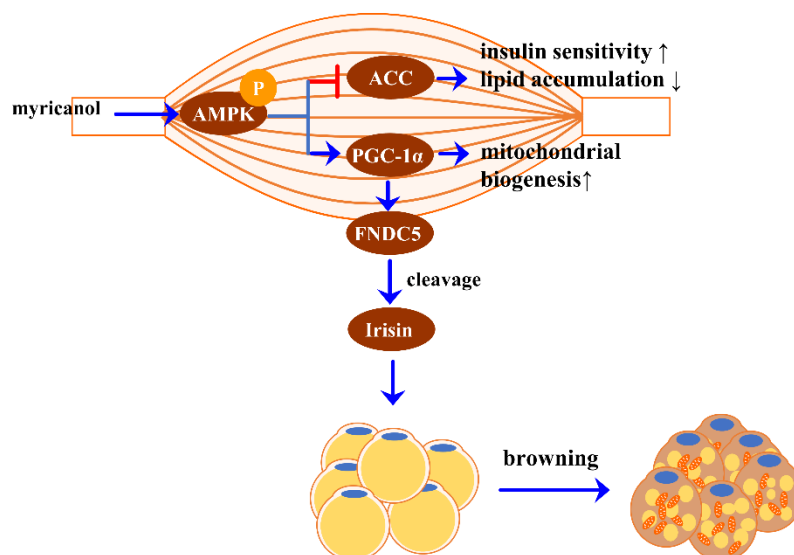 insulin sensitivity ↑
lipid accumulation ↓
ACC
P
myricanol
AMPK
PGC-1α
mitochondrial
biogenesis↑
FNDC5
cleavage
Irisin
browning